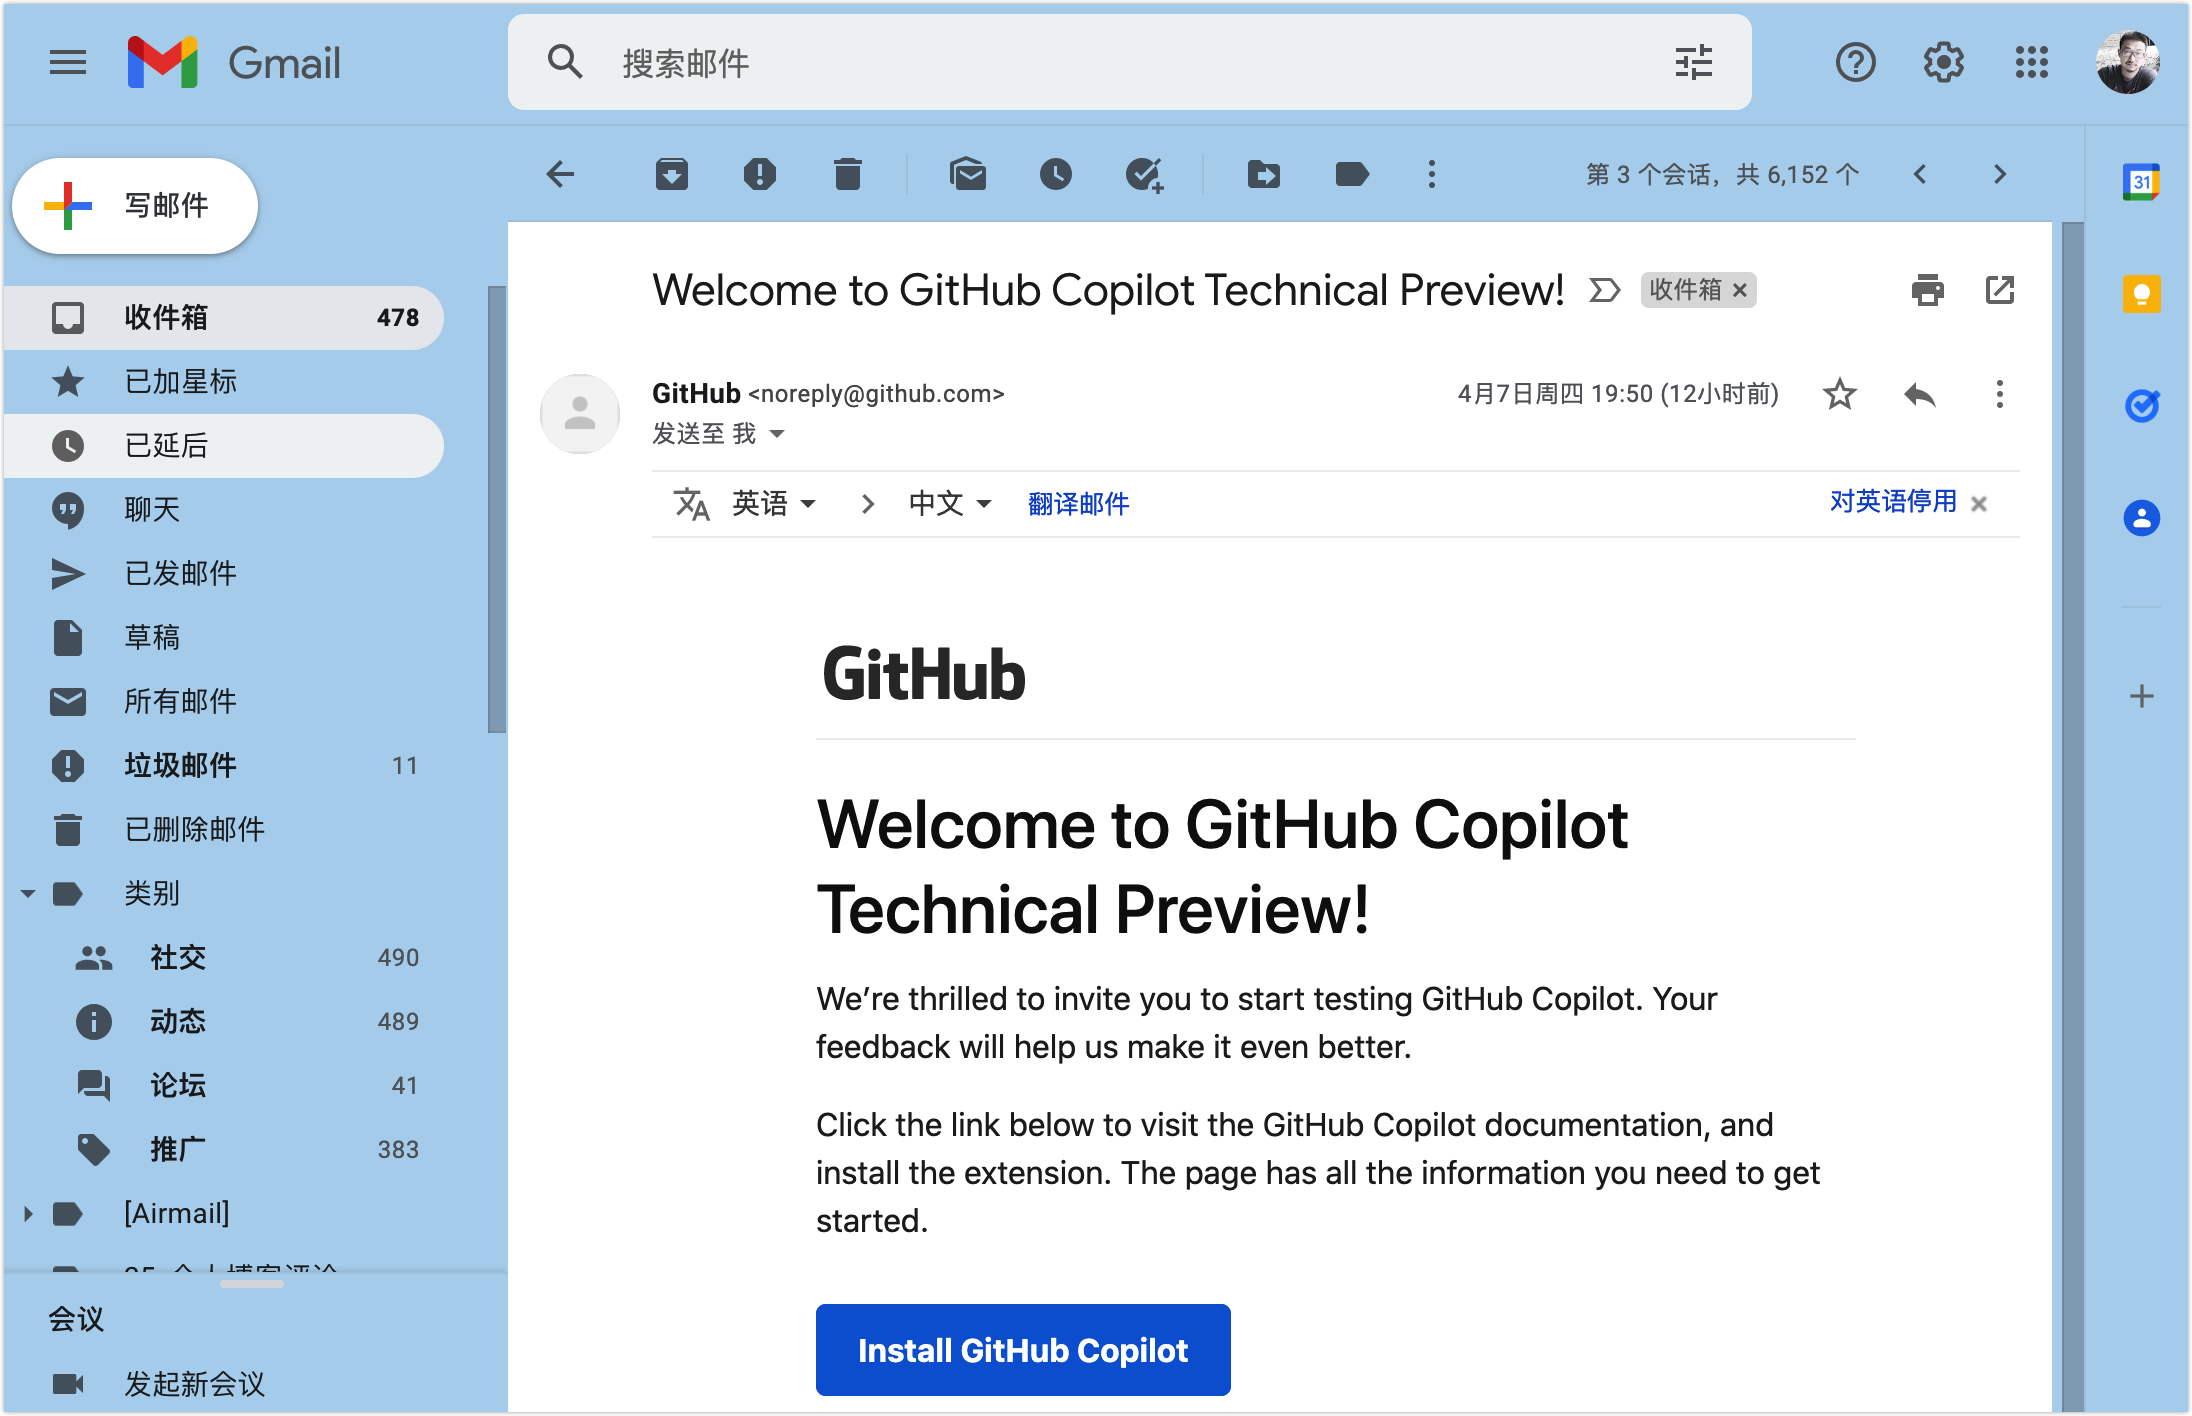 Gmail
搜索邮件
写邮件
第 3 个会话，共 6,152 个
31
收件箱 478
已加星标
已延后
聊天
已发邮件
草稿
所有邮件
垃圾邮件 11
已删除邮件
类别
社交 490
动态 489
论坛 41
推广 383
[Airmail]
会议
发起新会议
Welcome to GitHub Copilot Technical Preview! 收件箱 ×
GitHub <noreply@github.com> 4月7日周四 19:50 (12小时前)
发送至 我
英语 > 中文 翻译邮件 对英语停用 ×
GitHub
Welcome to GitHub Copilot
Technical Preview!
We’re thrilled to invite you to start testing GitHub Copilot. Your
feedback will help us make it even better.
Click the link below to visit the GitHub Copilot documentation, and
install the extension. The page has all the information you need to get
started.
Install GitHub Copilot